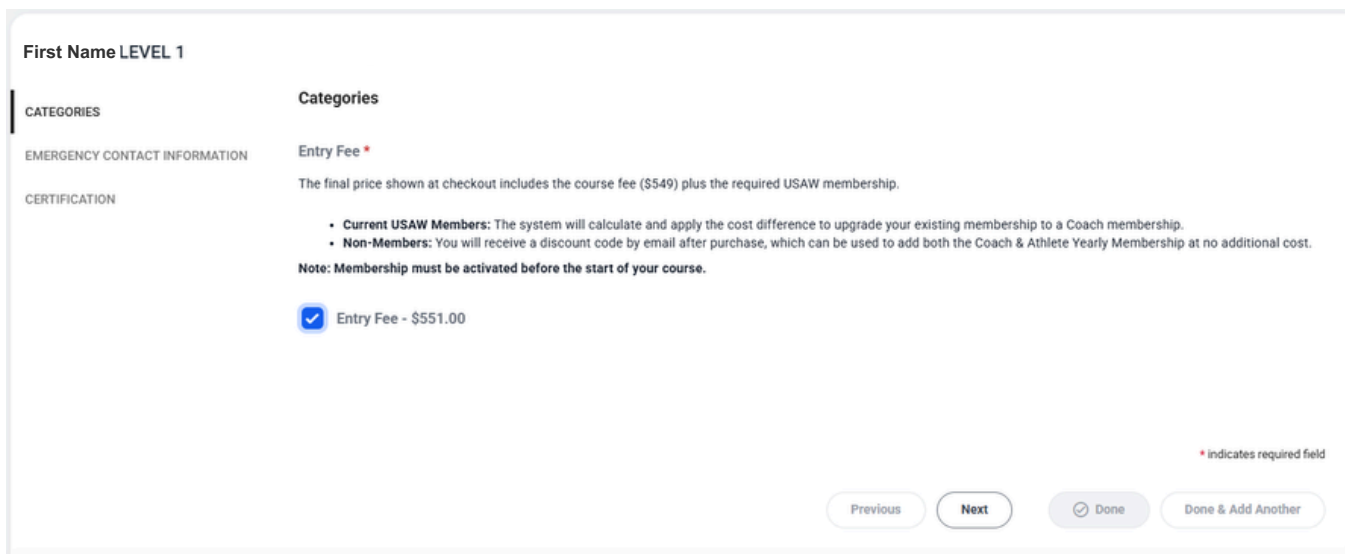 First Name LEVEL 1
CATEGORIES
EMERGENCY CONTACT INFORMATION
CERTIFICATION
Categories
Entry Fee *
The final price shown at checkout includes the course fee ($549) plus the required USAW membership.
• Current USAW Members: The system will calculate and apply the cost difference to upgrade your existing membership to a Coach membership.
• Non-Members: You will receive a discount code by email after purchase, which can be used to add both the Coach & Athlete Yearly Membership at no additional cost.
Note: Membership must be activated before the start of your course.
Entry Fee - $551.00
* indicates required field
Previous
Next
Done
Done & Add Another